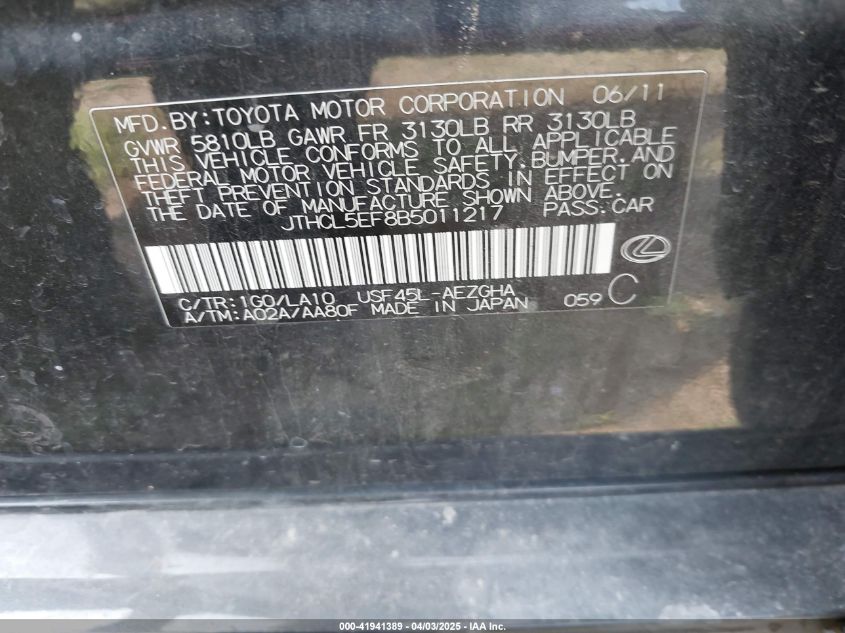 MFD.BY:TOYOTA MOTOR CORPORATION 06/11
GVWR 5810LB GAWR FR 3130LB RR 3130LB
THIS VEHICLE CONFORMS TO ALL APPLICABLE
FEDERAL MOTOR VEHICLE SAFETY,BUMPER,AND
THEFT PREVENTION STANDARDS IN EFFECT ON
THE DATE OF MANUFACTURE SHOWN ABOVE.
JTHCL5EF8B5011217 PASS.CAR
C/TR:1G0/LA10 USF45L-AEZGHA
A/TM:A02A/AA80F MADE IN JAPAN 059 C
000-41941389 - 04/03/2025 - IAA Inc.